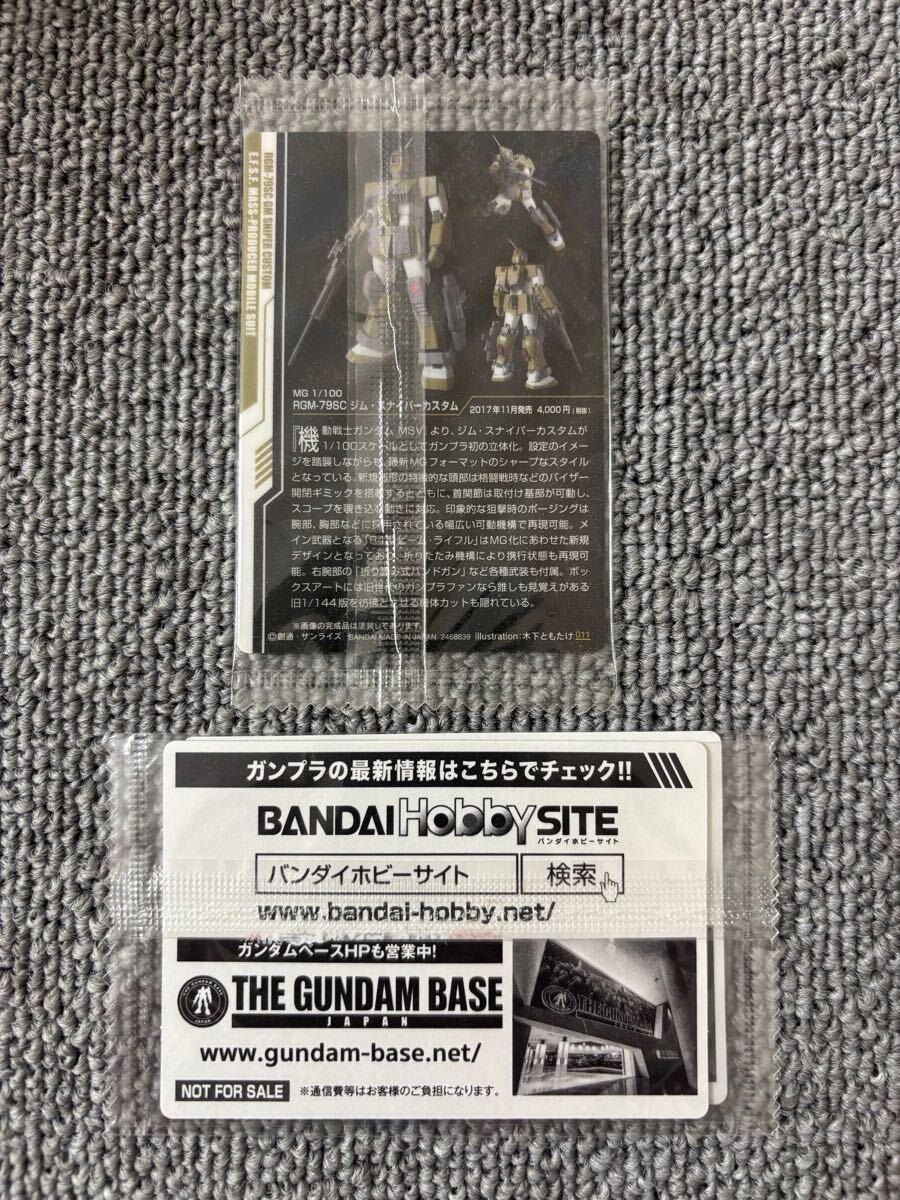 RGM-79SC GM SNIPER CUSTOM
E.F.S.F. MASS-PRODUCED MOBILE SUIT
MG 1/100
RGM-79SC ジム・スナイパーカスタム 2017年11月発売 4,000円(税抜)
『機動戦士ガンダム MSV』より、ジム・スナイパーカスタムが
1/100スケールとしてガンプラ初の立体化。設定のイメー
ジを踏襲しながらも、最新MGフォーマットのシャープなスタイル
となっている。新規造形の特徴的な頭部は格闘戦時などのバイザー
開閉ギミックを搭載するとともに、首関節は取付け基部が可動し、
スコープを覗き込む動きに対応。印象的な狙撃時のポージングは
腕部、胸部などに採用されている幅広い可動機構で再現可能。メ
イン武器となる「R-4ビーム・ライフル」はMG化にあわせた新規
デザインとなっており、折りたたみ機構により携行状態も再現可
能。右腕部の「折り畳み式ハンドガン」など各種武装も付属。ボッ
クスアートには旧世代のガンプラファンなら誰しも見覚えがある
旧1/144版を彷彿とさせる機体カットも隠れている。
※画像の完成品は塗装してあります。
©創通・サンライズ BANDAI MADE IN JAPAN 2468639 illustration:木下ともたけ 011
ガンプラの最新情報はこちらでチェック!!
BANDAI HobbySITE
バンダイホビーサイト
バンダイホビーサイト 検索
www.bandai-hobby.net/
ガンダムベースHPも営業中!
THE GUNDAM BASE
JAPAN
www.gundam-base.net/
NOT FOR SALE ※通信費等はお客様のご負担になります。
THE GUNDAM BASE